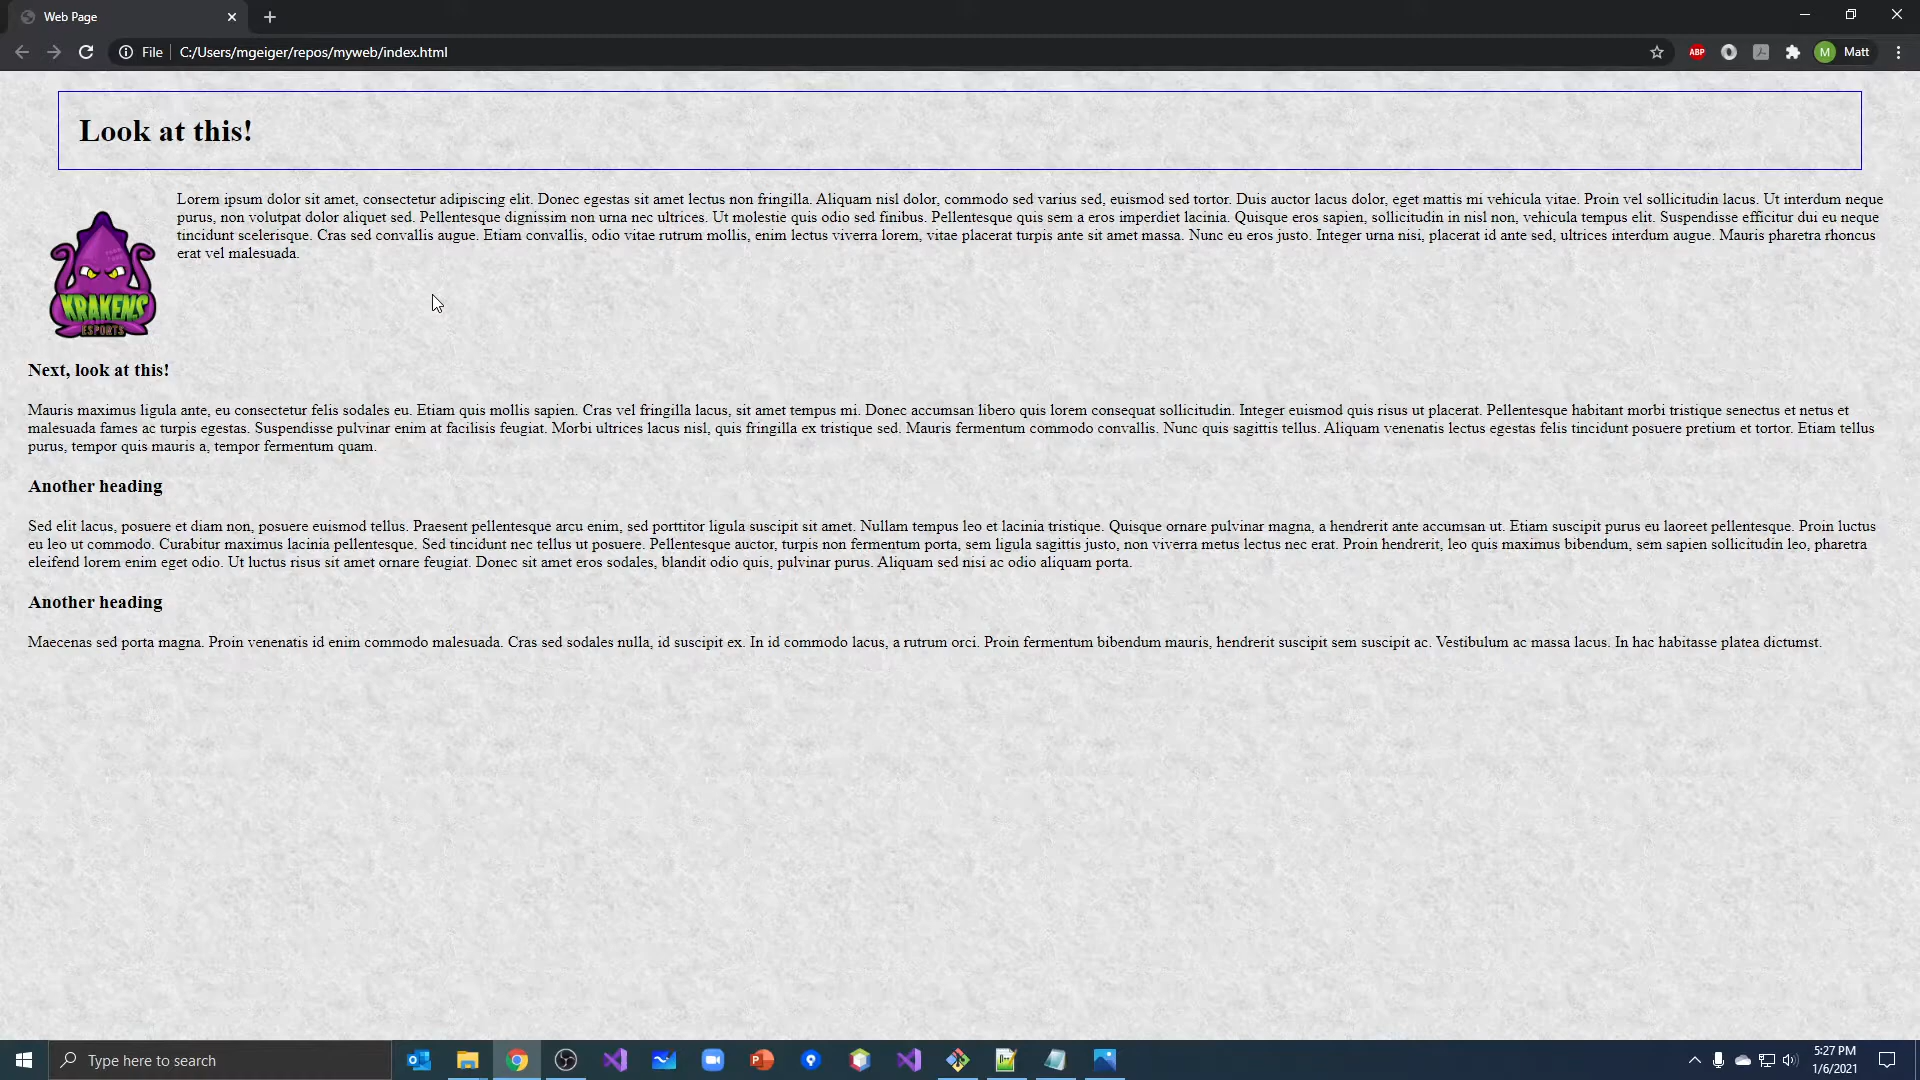 Web Page
File
C:/Users/mgeiger/repos/myweb/index.html
ABP
M
Matt
Look at this!
Lorem ipsum dolor sit amet, consectetur adipiscing elit. Donec egestas sit amet lectus non fringilla. Aliquam nisl dolor, commodo sed varius sed, euismod sed tortor. Duis auctor lacus dolor, eget mattis mi vehicula vitae. Proin vel sollicitudin lacus. Ut interdum neque
purus, non volutpat dolor aliquet sed. Pellentesque dignissim non urna nec ultrices. Ut molestie quis odio sed finibus. Pellentesque quis sem a eros imperdiet lacinia. Quisque eros sapien, sollicitudin in nisl non, vehicula tempus elit. Suspendisse efficitur dui eu neque
tincidunt scelerisque. Cras sed convallis augue. Etiam convallis, odio vitae rutrum mollis, enim lectus viverra lorem, vitae placerat turpis ante sit amet massa. Nunc eu eros justo. Integer urna nisi, placerat id ante sed, ultrices interdum augue. Mauris pharetra rhoncus
erat vel malesuada.
KRAKENS
ESPORTS
Next, look at this!
Mauris maximus ligula ante, eu consectetur felis sodales eu. Etiam quis mollis sapien. Cras vel fringilla lacus, sit amet tempus mi. Donec accumsan libero quis lorem consequat sollicitudin. Integer euismod quis risus ut placerat. Pellentesque habitant morbi tristique senectus et netus et
malesuada fames ac turpis egestas. Suspendisse pulvinar enim at facilisis feugiat. Morbi ultrices lacus nisl, quis fringilla ex tristique sed. Mauris fermentum commodo convallis. Nunc quis sagittis tellus. Aliquam venenatis lectus egestas felis tincidunt posuere pretium et tortor. Etiam tellus
purus, tempor quis mauris a, tempor fermentum quam.
Another heading
Sed elit lacus, posuere et diam non, posuere euismod tellus. Praesent pellentesque arcu enim, sed porttitor ligula suscipit sit amet. Nullam tempus leo et lacinia tristique. Quisque ornare pulvinar magna, a hendrerit ante accumsan ut. Etiam suscipit purus eu laoreet pellentesque. Proin luctus
eu leo ut commodo. Curabitur maximus lacinia pellentesque. Sed tincidunt nec tellus ut posuere. Pellentesque auctor, turpis non fermentum porta, sem ligula sagittis justo, non viverra metus lectus nec erat. Proin hendrerit, leo quis maximus bibendum, sem sapien sollicitudin leo, pharetra
eleifend lorem enim eget odio. Ut luctus risus sit amet ornare feugiat. Donec sit amet eros sodales, blandit odio quis, pulvinar purus. Aliquam sed nisi ac odio aliquam porta.
Another heading
Maecenas sed porta magna. Proin venenatis id enim commodo malesuada. Cras sed sodales nulla, id suscipit ex. In id commodo lacus, a rutrum orci. Proin fermentum bibendum mauris, hendrerit suscipit sem suscipit ac. Vestibulum ac massa lacus. In hac habitasse platea dictumst.
Type here to search
5:27 PM
1/6/2021